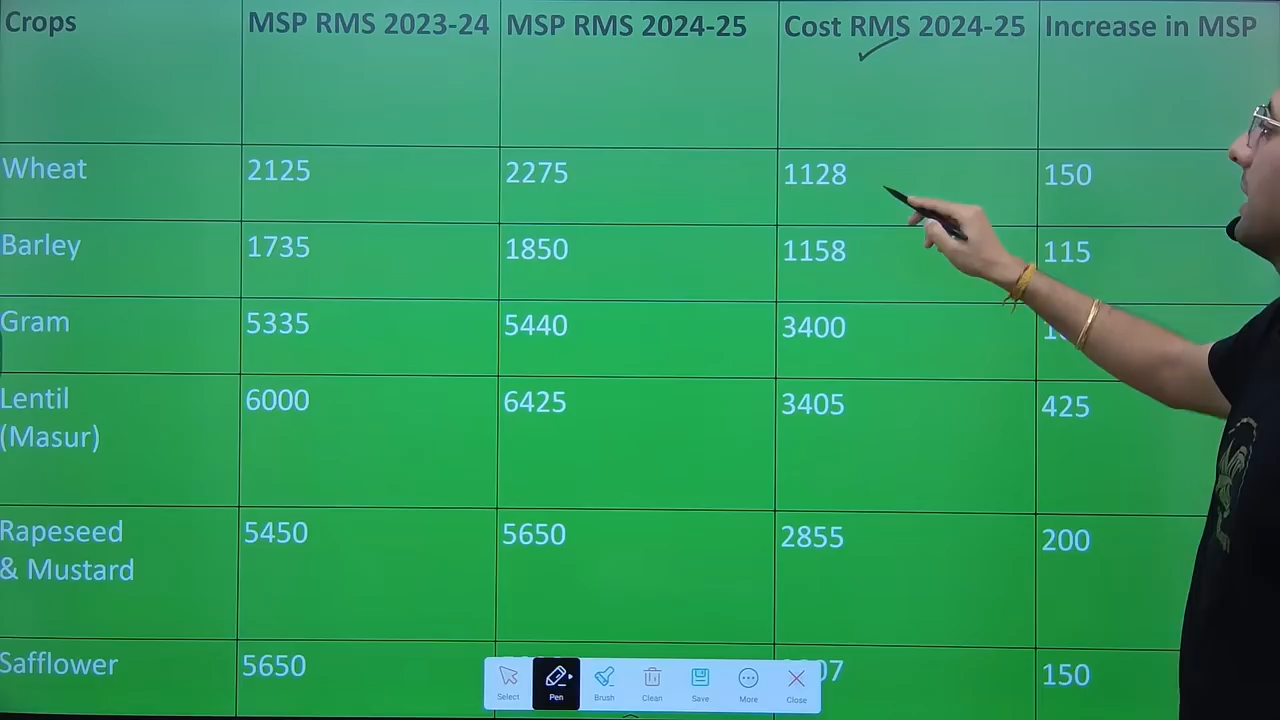 Crops MSP RMS 2023-24 MSP RMS 2024-25 Cost RMS 2024-25 Increase in MSP
Wheat 2125 2275 1128 150
Barley 1735 1850 1158 115
Gram 5335 5440 3400
Lentil 6000 6425 3405 425
(Masur)
Rapeseed 5450 5650 2855 200
& Mustard
Safflower 5650 150
Select Pen Brush Clean Save More Close